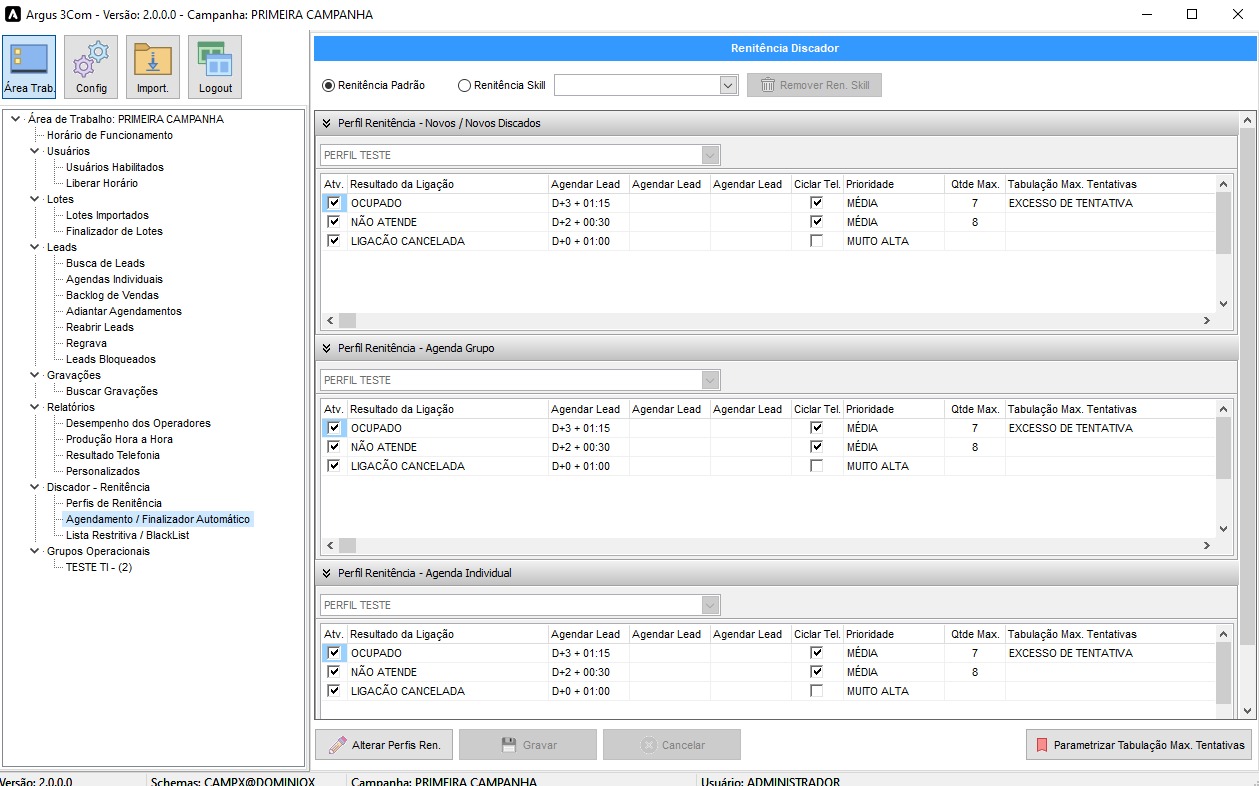 Argus 3Com - Versão: 2.0.0.0 - Campanha: PRIMEIRA CAMPANHA
Área Trab. Config Import. Logout
Área de Trabalho: PRIMEIRA CAMPANHA
Horário de Funcionamento
Usuários
Usuários Habilitados
Liberar Horário
Lotes
Lotes Importados
Finalizador de Lotes
Leads
Busca de Leads
Agendas Individuais
Backlog de Vendas
Adiantar Agendamentos
Reabrir Leads
Regrava
Leads Bloqueados
Gravações
Buscar Gravações
Relatórios
Desempenho dos Operadores
Produção Hora a Hora
Resultado Telefonia
Personalizados
Discador - Renitência
Perfis de Renitência
Agendamento / Finalizador Automático
Lista Restritiva / BlackList
Grupos Operacionais
TESTE TI - (2)
Renitência Discador
Renitência Padrão Renitência Skill Remover Ren. Skill
Perfil Renitência - Novos / Novos Discados
PERFIL TESTE
Atv. Resultado da Ligação Agendar Lead Agendar Lead Agendar Lead Ciclar Tel. Prioridade Qtde Max. Tabulação Max. Tentativas
OCUPADO D+3 + 01:15 MÉDIA 7 EXCESSO DE TENTATIVA
NÃO ATENDE D+2 + 00:30 MÉDIA 8
LIGACÃO CANCELADA D+0 + 01:00 MUITO ALTA
Perfil Renitência - Agenda Grupo
PERFIL TESTE
Atv. Resultado da Ligação Agendar Lead Agendar Lead Agendar Lead Ciclar Tel. Prioridade Qtde Max. Tabulação Max. Tentativas
OCUPADO D+3 + 01:15 MÉDIA 7 EXCESSO DE TENTATIVA
NÃO ATENDE D+2 + 00:30 MÉDIA 8
LIGACÃO CANCELADA D+0 + 01:00 MUITO ALTA
Perfil Renitência - Agenda Individual
PERFIL TESTE
Atv. Resultado da Ligação Agendar Lead Agendar Lead Agendar Lead Ciclar Tel. Prioridade Qtde Max. Tabulação Max. Tentativas
OCUPADO D+3 + 01:15 MÉDIA 7 EXCESSO DE TENTATIVA
NÃO ATENDE D+2 + 00:30 MÉDIA 8
LIGACÃO CANCELADA D+0 + 01:00 MUITO ALTA
Alterar Perfis Ren. Gravar Cancelar Parametrizar Tabulação Max. Tentativas
Versão: 2.0.0.0 Schemas: CAMPX@DOMINIOX Campanha: PRIMEIRA CAMPANHA Usuário: ADMINISTRADOR